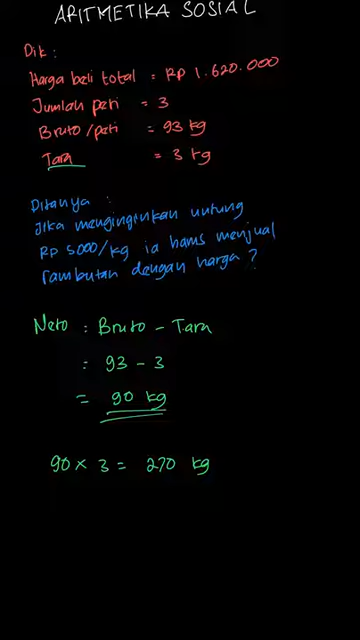 ARITMETIKA SOSIAL
Dik :
Harga beli total = RP 1.620.000
Jumlah peti = 3
Bruto/peti = 93 kg
Tara = 3 kg
Ditanya :
Jika menginginkan untung
RP 5000/kg ia harus menjual
rambutan dengan harga?
Neto : Bruto - Tara
= 93 - 3
= 90 kg
90 × 3 = 270 kg